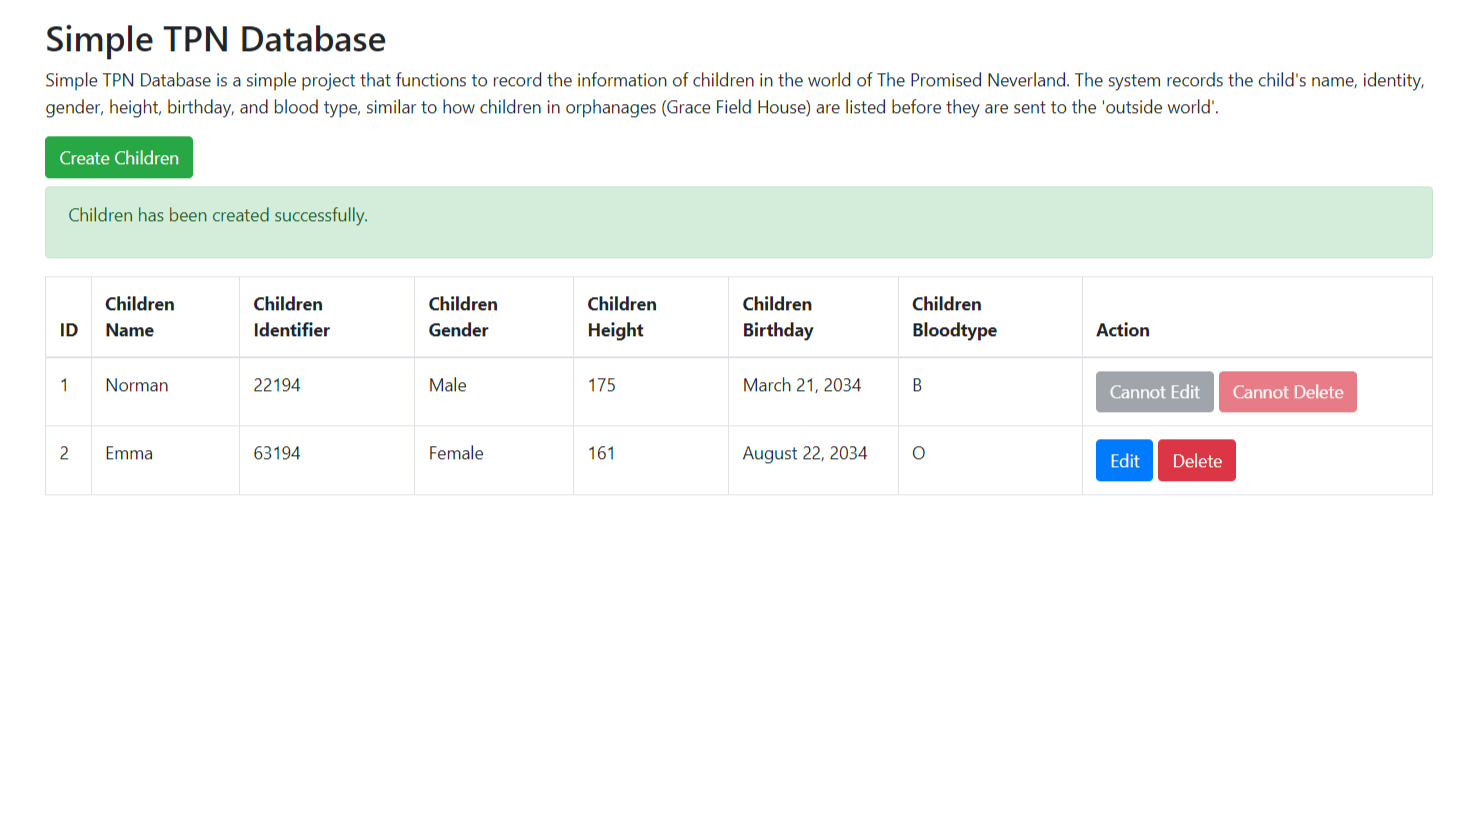 Simple TPN Database
Simple TPN Database is a simple project that functions to record the information of children in the world of The Promised Neverland. The system records the child's name, identity,
gender, height, birthday, and blood type, similar to how children in orphanages (Grace Field House) are listed before they are sent to the 'outside world'.
Create Children
Children has been created successfully.
ID Children Name Children Identifier Children Gender Children Height Children Birthday Children Bloodtype Action
1 Norman 22194 Male 175 March 21, 2034 B Cannot Edit Cannot Delete
2 Emma 63194 Female 161 August 22, 2034 O Edit Delete